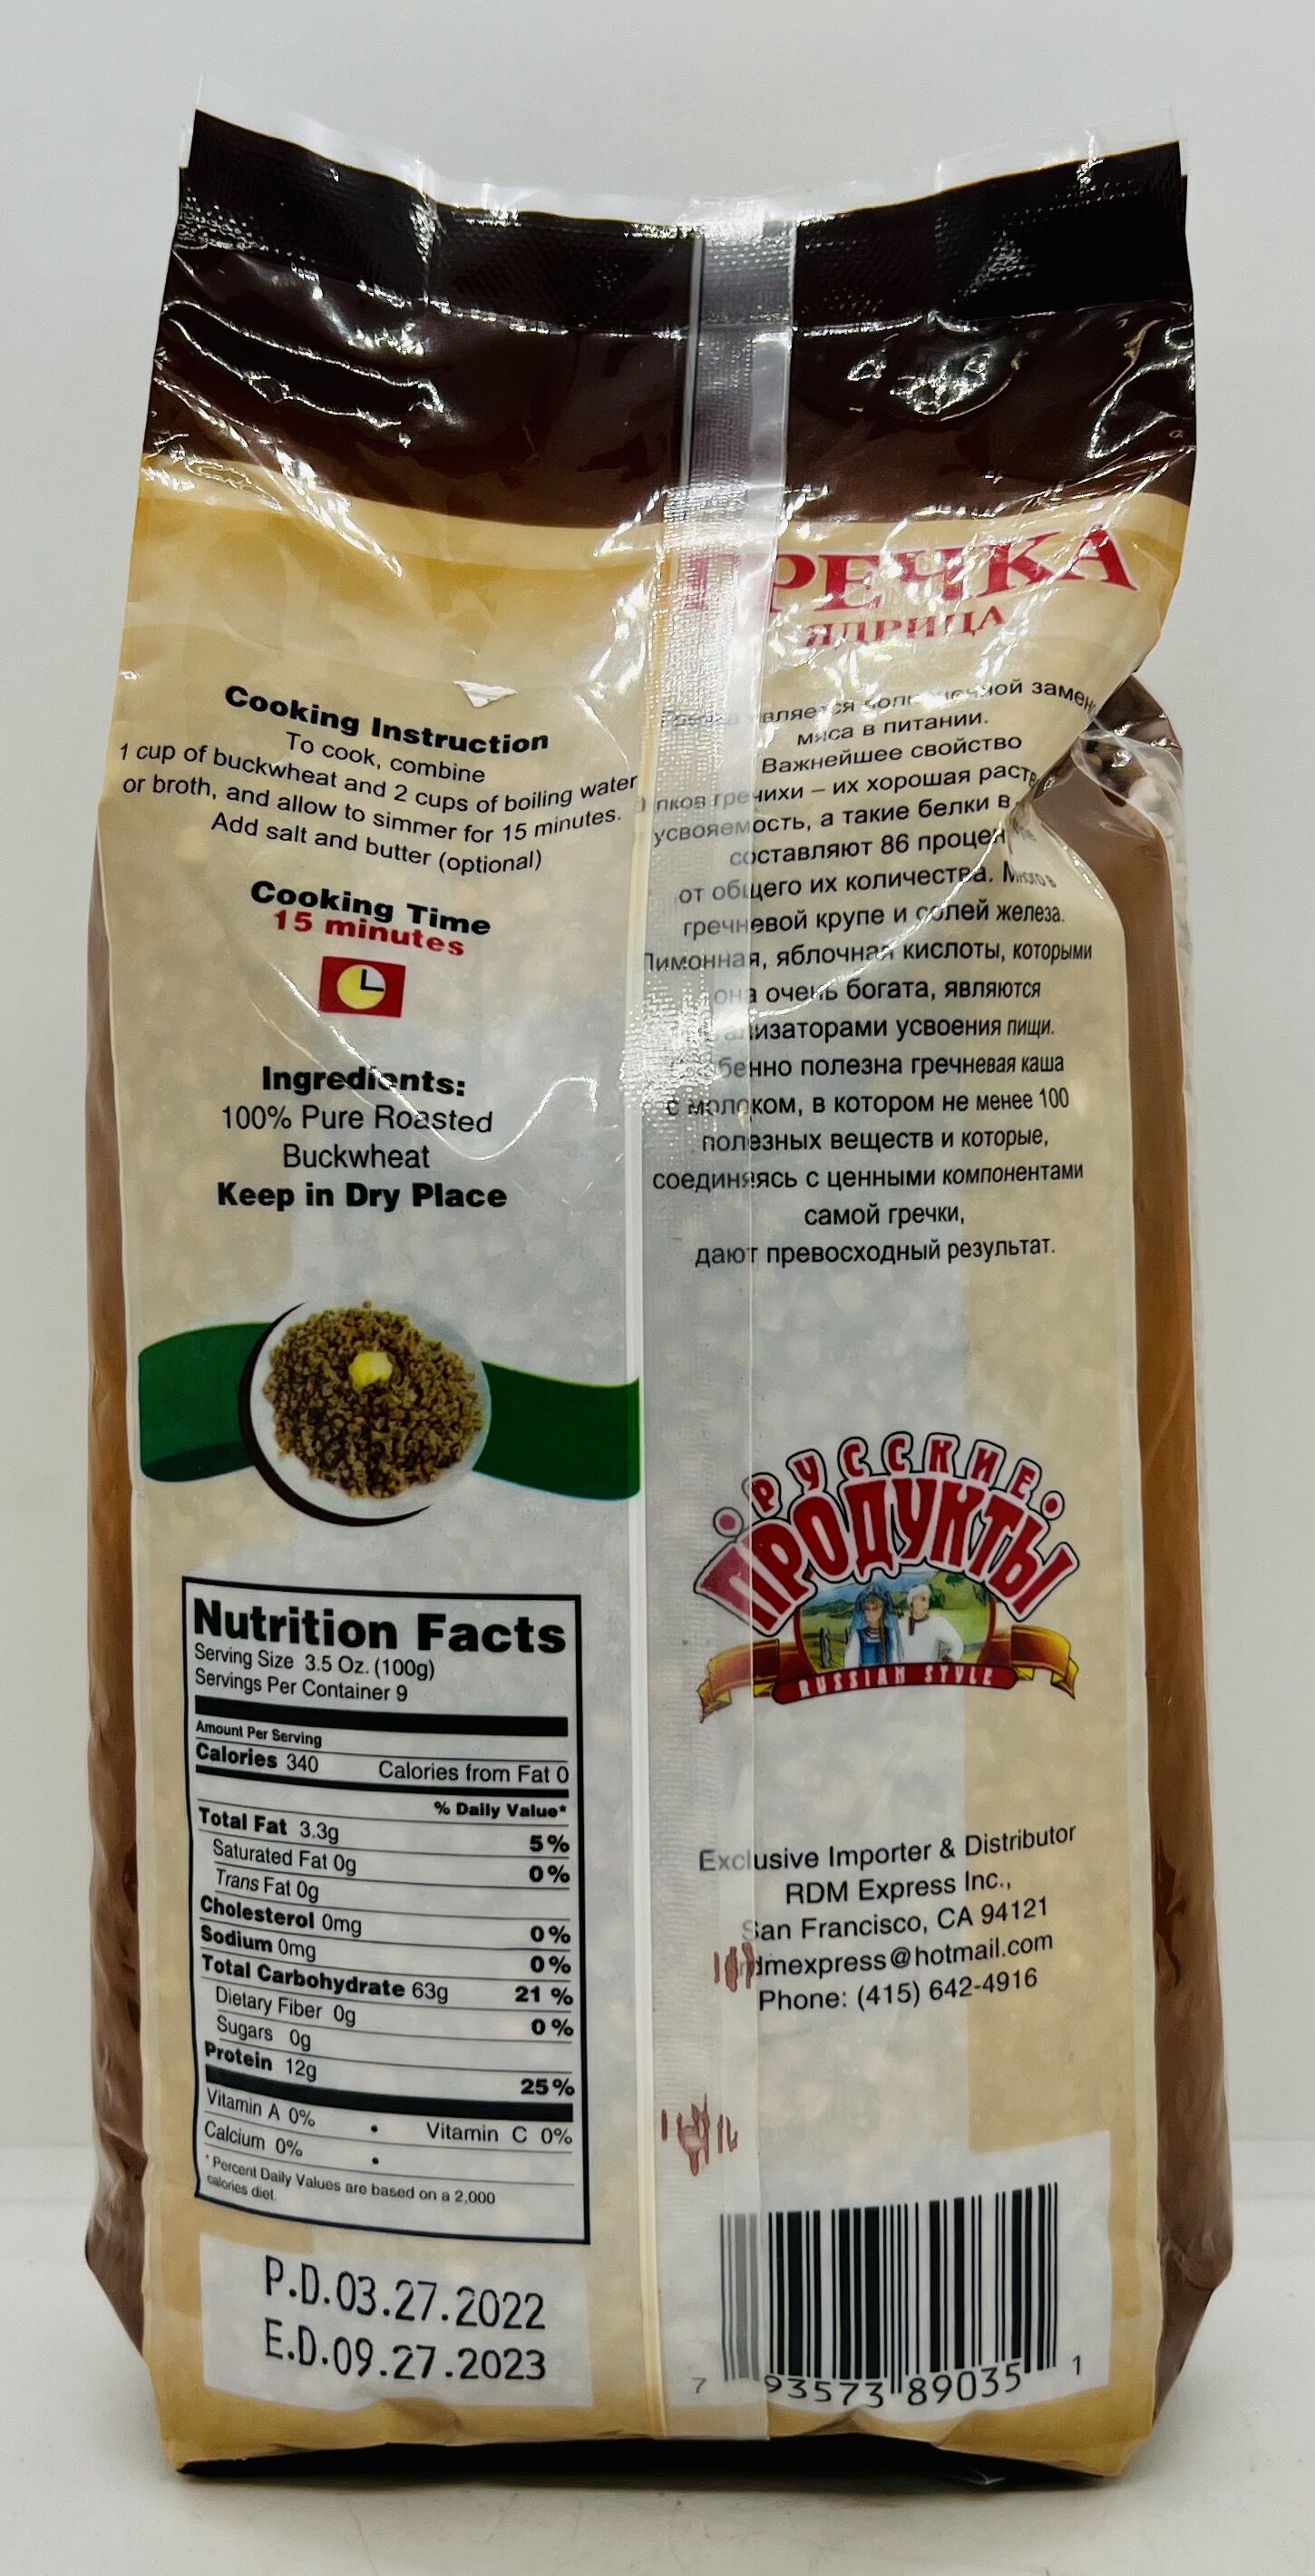 Cooking Instruction
To cook, combine
1 cup of buckwheat and 2 cups of boiling water
or broth, and allow to simmer for 15 minutes.
Add salt and butter (optional)
Cooking Time
15 minutes
Ingredients:
100% Pure Roasted
Buckwheat
Keep in Dry Place
Nutrition Facts
Serving Size 3.5 Oz. (100g)
Servings Per Container 9
Amount Per Serving
Calories 340 Calories from Fat 0
% Daily Value*
Total Fat 3.3g 5%
Saturated Fat 0g 0%
Trans Fat 0g
Cholesterol 0mg 0%
Sodium 0mg 0%
Total Carbohydrate 63g 21 %
Dietary Fiber 0g 0%
Sugars 0g
Protein 12g 25%
Vitamin A 0% • Vitamin C 0%
Calcium 0% •
* Percent Daily Values are based on a 2,000
calories diet.
P.D.03.27.2022
E.D.09.27.2023
ГРЕЧКА
ЯДРИЦА
мяса в питании.
Важнейшее свойство
гречихи – их хорошая
усвояемость, а такие белки
составляют 86
от общего их количества. Много в
гречневой крупе и солей железа.
Лимонная, яблочная кислоты, которыми
она очень богата, являются
усвоения пищи.
полезна гречневая каша
с молоком, в котором не менее 100
полезных веществ и которые,
соединяясь с ценными компонентами
самой гречки,
дают превосходный результат.
РУССКИЕ
ПРОДУКТЫ
RUSSIAN STYLE
Exclusive Importer & Distributor
RDM Express Inc.,
San Francisco, CA 94121
rdmexpress@hotmail.com
Phone: (415) 642-4916
7 93573 89035 1